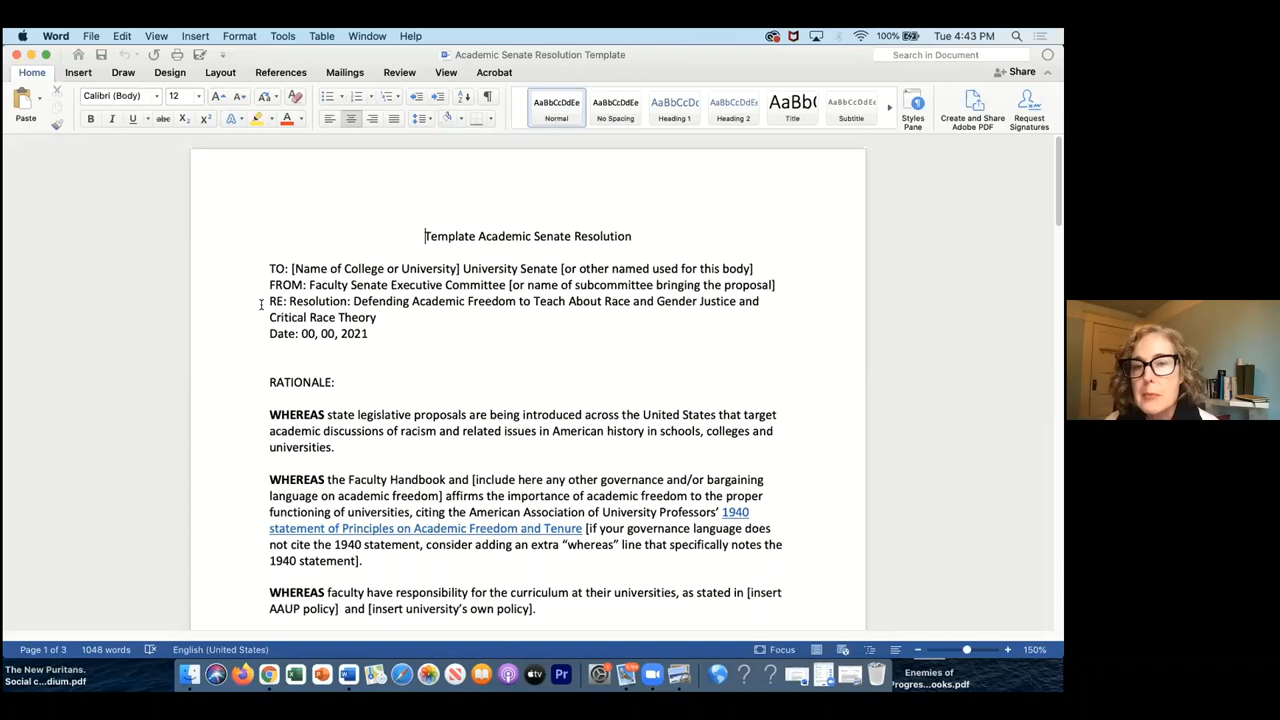 Word File Edit View Insert Format Tools Table Window Help 100% Tue 4:43 PM
Academic Senate Resolution Template Search in Document
Home Insert Draw Design Layout References Mailings Review View Acrobat Share
Calibri (Body) 12
AaBbCcDdEe AaBbCcDdEe AaBbCcDc AaBbCcDdEe AaBb( AaBbCcDdEe
Paste B I U abc X₂ X² A A Normal No Spacing Heading 1 Heading 2 Title Subtitle Styles Pane Create and Share Adobe PDF Request Signatures
Template Academic Senate Resolution
TO: [Name of College or University] University Senate [or other named used for this body]
FROM: Faculty Senate Executive Committee [or name of subcommittee bringing the proposal]
RE: Resolution: Defending Academic Freedom to Teach About Race and Gender Justice and
Critical Race Theory
Date: 00, 00, 2021
RATIONALE:
WHEREAS state legislative proposals are being introduced across the United States that target
academic discussions of racism and related issues in American history in schools, colleges and
universities.
WHEREAS the Faculty Handbook and [include here any other governance and/or bargaining
language on academic freedom] affirms the importance of academic freedom to the proper
functioning of universities, citing the American Association of University Professors’ 1940
statement of Principles on Academic Freedom and Tenure [if your governance language does
not cite the 1940 statement, consider adding an extra “whereas” line that specifically notes the
1940 statement].
WHEREAS faculty have responsibility for the curriculum at their universities, as stated in [insert
AAUP policy] and [insert university’s own policy].
Page 1 of 3 1048 words English (United States) Focus 150%
The New Puritans.
Social c...dium.pdf
tv Pr
Enemies of
Progres...ooks.pdf